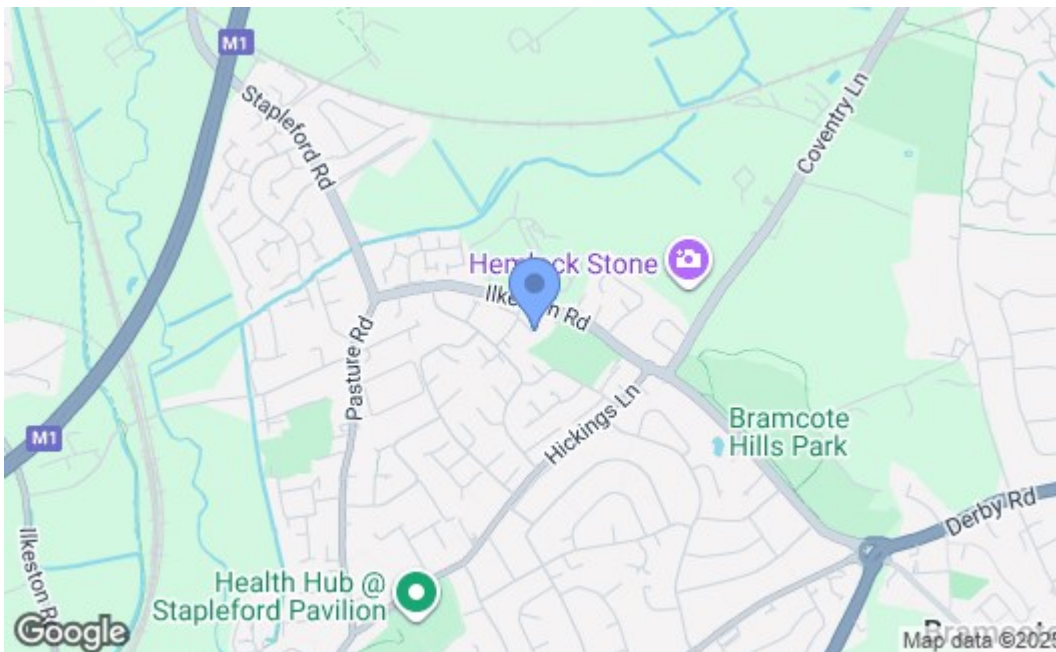 M1
Stapleford Rd
Coventry Ln
Hemlock Stone
Ilkeston Rd
Pasture Rd
Hickings Ln
Bramcote
Hills Park
M1
Derby Rd
Ilkeston Rd
Health Hub @
Stapleford Pavilion
Google
Bramcote
Map data ©2025